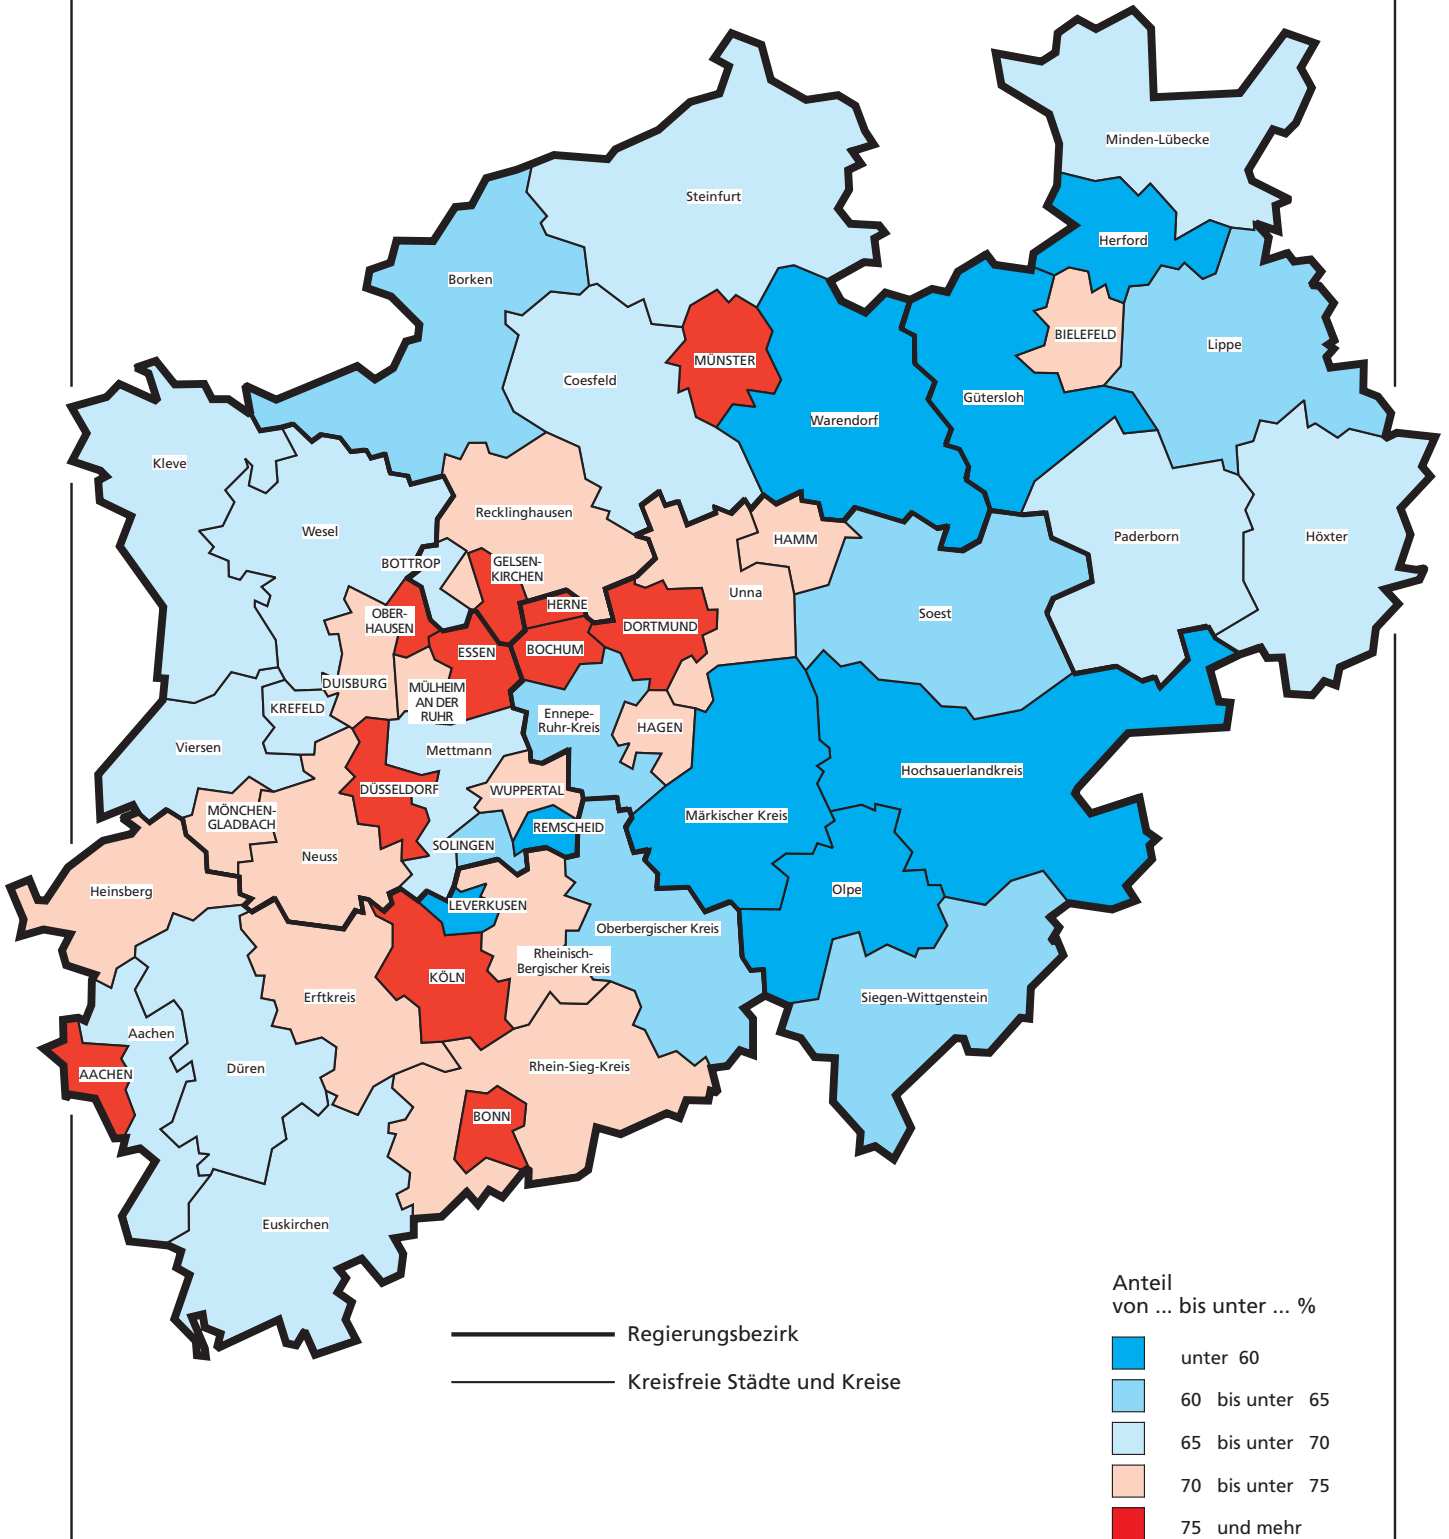 Minden-Lübecke
Steinfurt
Herford
Borken
BIELEFELD
Lippe
MÜNSTER
Coesfeld
Gütersloh
Warendorf
Kleve
Recklinghausen
Wesel
HAMM
Paderborn
Höxter
BOTTROP
GELSEN-
KIRCHEN
Unna
HERNE
OBER-
HAUSEN
Soest
DORTMUND
ESSEN
BOCHUM
DUISBURG
MÜLHEIM
AN DER
RUHR
KREFELD
Ennepe-
Ruhr-Kreis
HAGEN
Viersen
Mettmann
Hochsauerlandkreis
DÜSSELDORF
WUPPERTAL
MÖNCHEN-
GLADBACH
Märkischer Kreis
REMSCHEID
SOLINGEN
Neuss
Heinsberg
Olpe
LEVERKUSEN
Oberbergischer Kreis
Rheinisch-
Bergischer Kreis
KÖLN
Erftkreis
Siegen-Wittgenstein
Aachen
AACHEN
Düren
Rhein-Sieg-Kreis
BONN
Euskirchen
Regierungsbezirk
Kreisfreie Städte und Kreise
Anteil
von ... bis unter ... %
unter 60
60 bis unter 65
65 bis unter 70
70 bis unter 75
75 und mehr